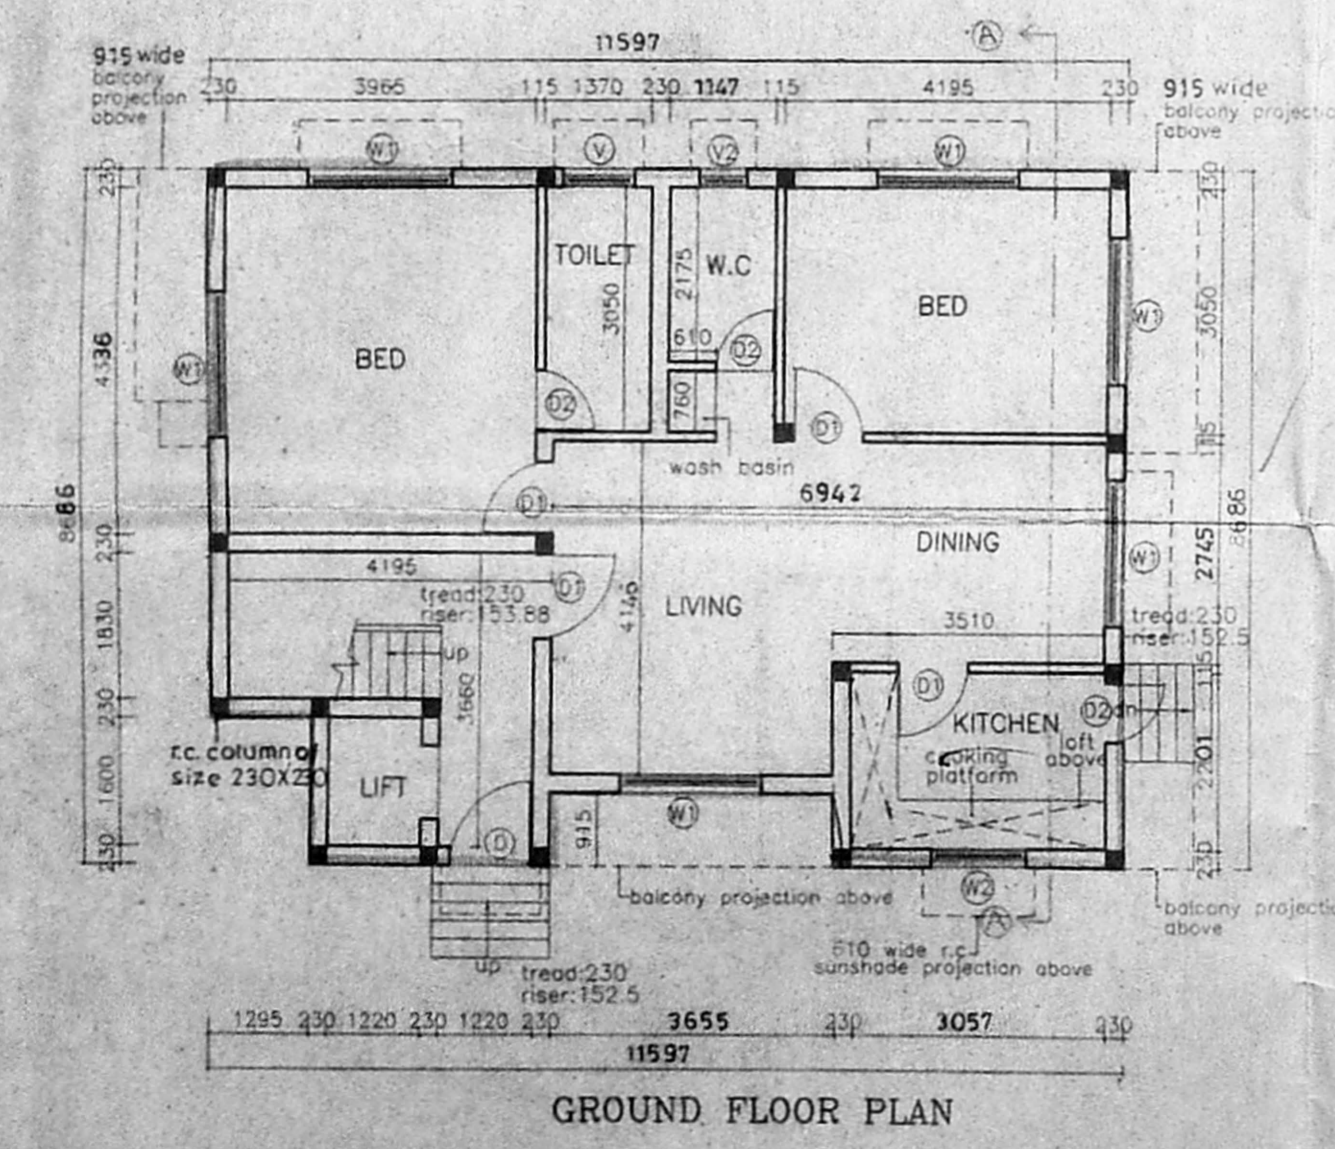 11597
A
915 wide
balcony
projection
above
230 3965 115 1370 230 1147 115 4195 230
915 wide
balcony projectio
above
W1
V
V2
W1
230
230
TOILET
W.C
2175
3050
BED
W1
3050
4336
BED
W1
610
D2
D2
760
D1
115
wash basin
6942
8686
8686
D1
230
DINING
2745
W1
4195
D1
tread:230
riser:153.88
4146
LIVING
1830
3510
tread:230
riser:152.5
up
115
230
3660
D1
D2
dn
KITCHEN
loft
above
cooking
platform
2201
r.c. column of
size 230X230
1600
LIFT
W1
915
D
230
230
balcony projection above
W2
A
balcony projecti
above
610 wide r.c
sunshade projection above
up
tread:230
riser:152.5
1295 230 1220 230 1220 230 3655 230 3057 230
11597
GROUND FLOOR PLAN